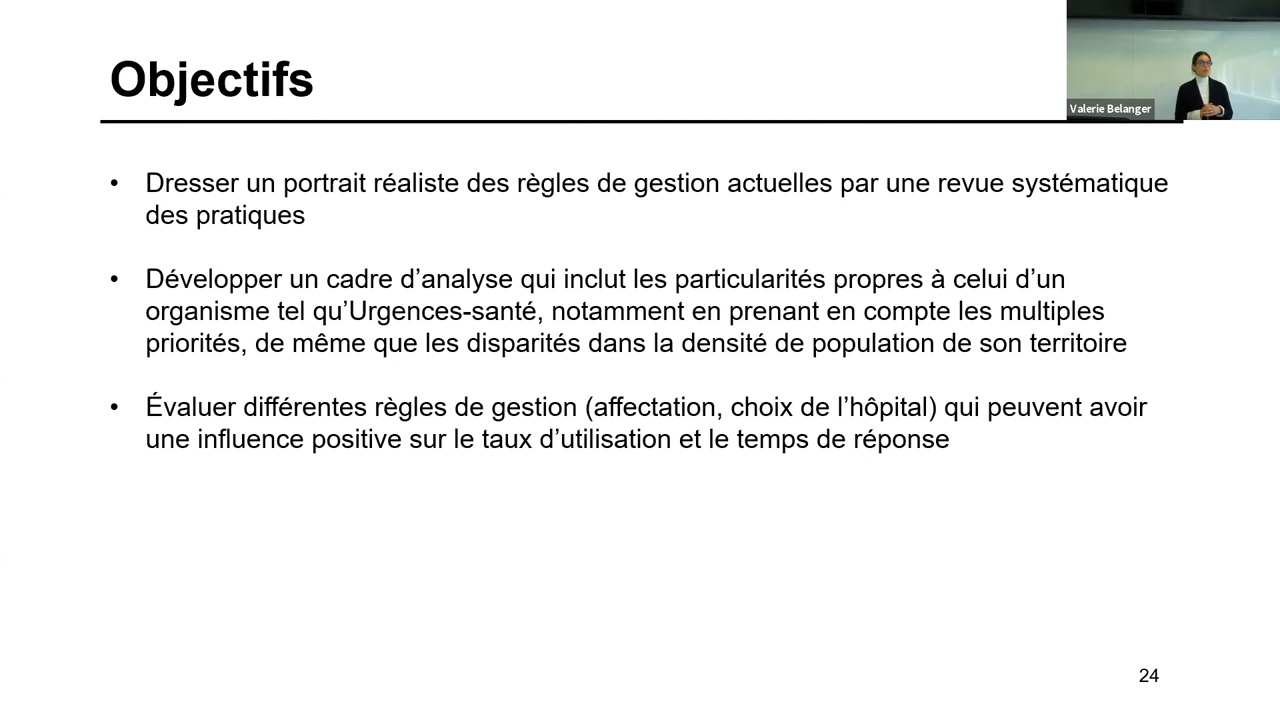 Objectifs
Valerie Belanger
• Dresser un portrait réaliste des règles de gestion actuelles par une revue systématique
des pratiques
• Développer un cadre d’analyse qui inclut les particularités propres à celui d’un
organisme tel qu’Urgences-santé, notamment en prenant en compte les multiples
priorités, de même que les disparités dans la densité de population de son territoire
• Évaluer différentes règles de gestion (affectation, choix de l’hôpital) qui peuvent avoir
une influence positive sur le taux d’utilisation et le temps de réponse
24